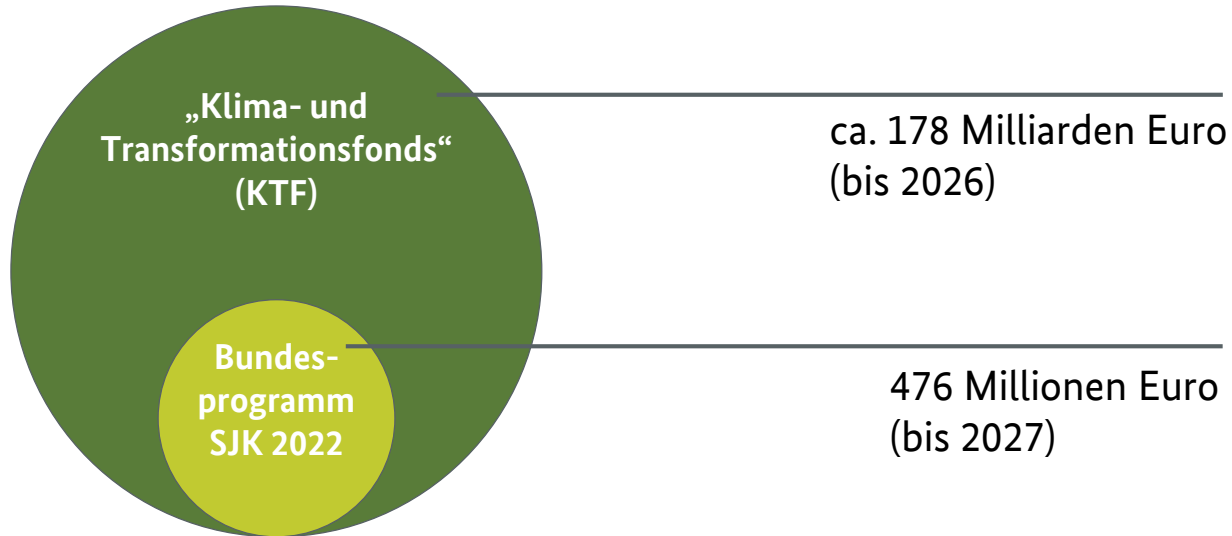 „Klima- und
Transformationsfonds“
(KTF)
ca. 178 Milliarden Euro
(bis 2026)
Bundes-
programm
SJK 2022
476 Millionen Euro
(bis 2027)